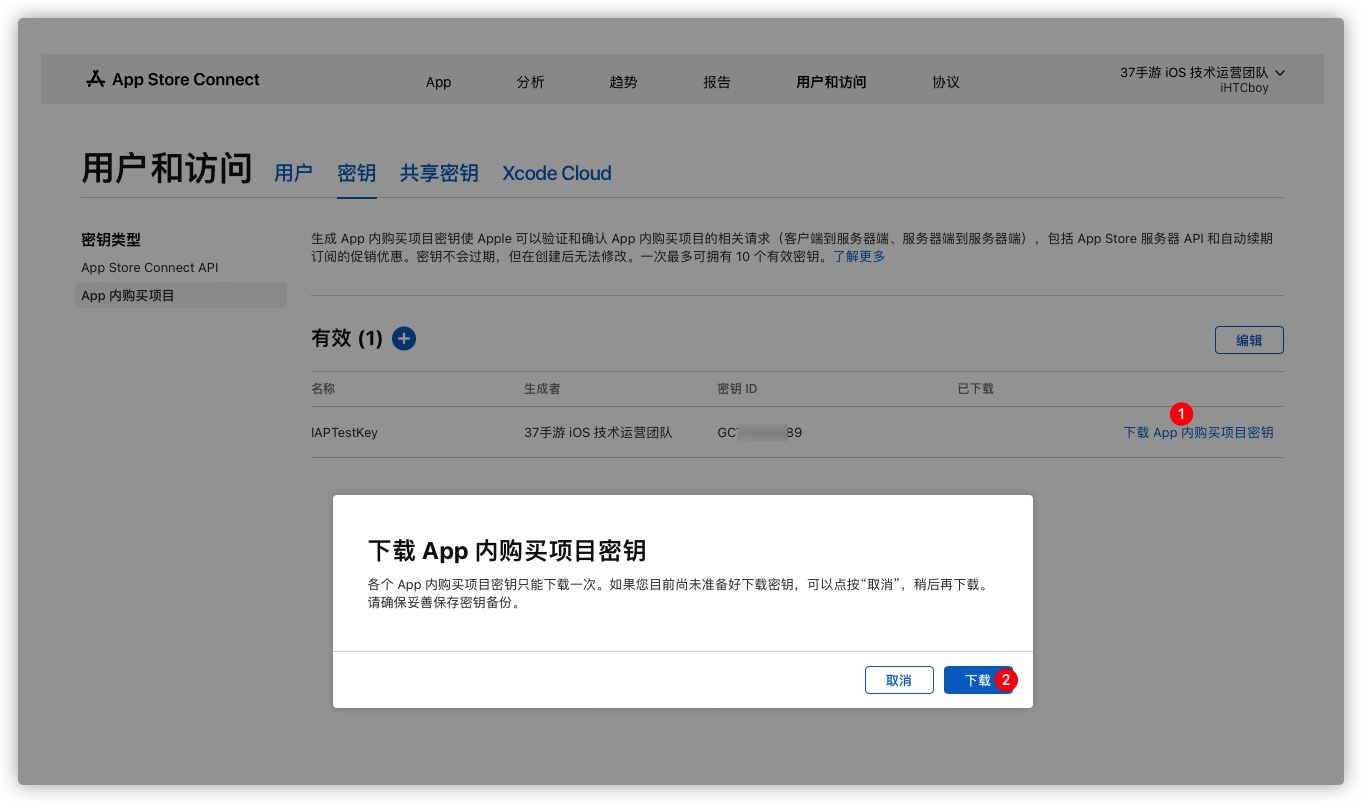 App Store Connect
App
分析
趋势
报告
用户和访问
协议
37手游 iOS 技术运营团队
iHTCboy
用户和访问
用户
密钥
共享密钥
Xcode Cloud
密钥类型
App Store Connect API
App 内购买项目
生成 App 内购买项目密钥使 Apple 可以验证和确认 App 内购买项目的相关请求（客户端到服务器端、服务器端到服务器端），包括 App Store 服务器 API 和自动续期
订阅的促销优惠。密钥不会过期，但在创建后无法修改。一次最多可拥有 10 个有效密钥。了解更多
有效 (1)
编辑
名称
生成者
密钥 ID
已下载
1
IAPTestKey
37手游 iOS 技术运营团队
GC
89
下载 App 内购买项目密钥
下载 App 内购买项目密钥
各个 App 内购买项目密钥只能下载一次。如果您目前尚未准备好下载密钥，可以点按“取消”，稍后再下载。
请确保妥善保存密钥备份。
取消
下载
2